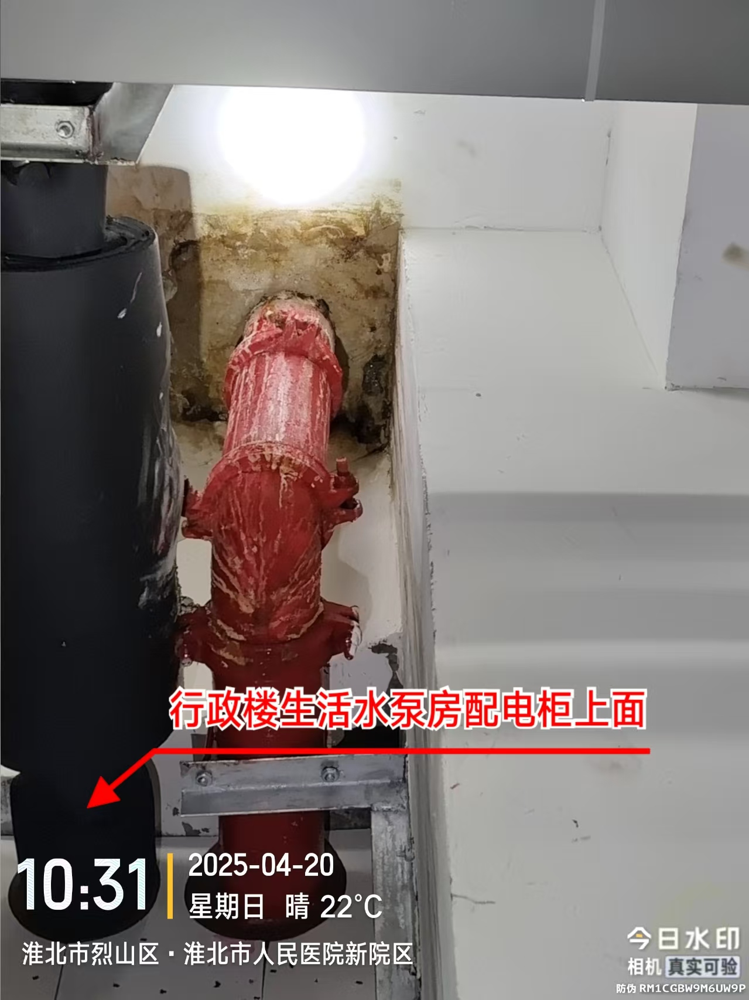 行政楼生活水泵房配电柜上面
10:31
2025-04-20
星期日 晴 22°C
淮北市烈山区·淮北市人民医院新院区
今日水印
相机 真实可验
防伪 RM1CGBW9M6UW9P